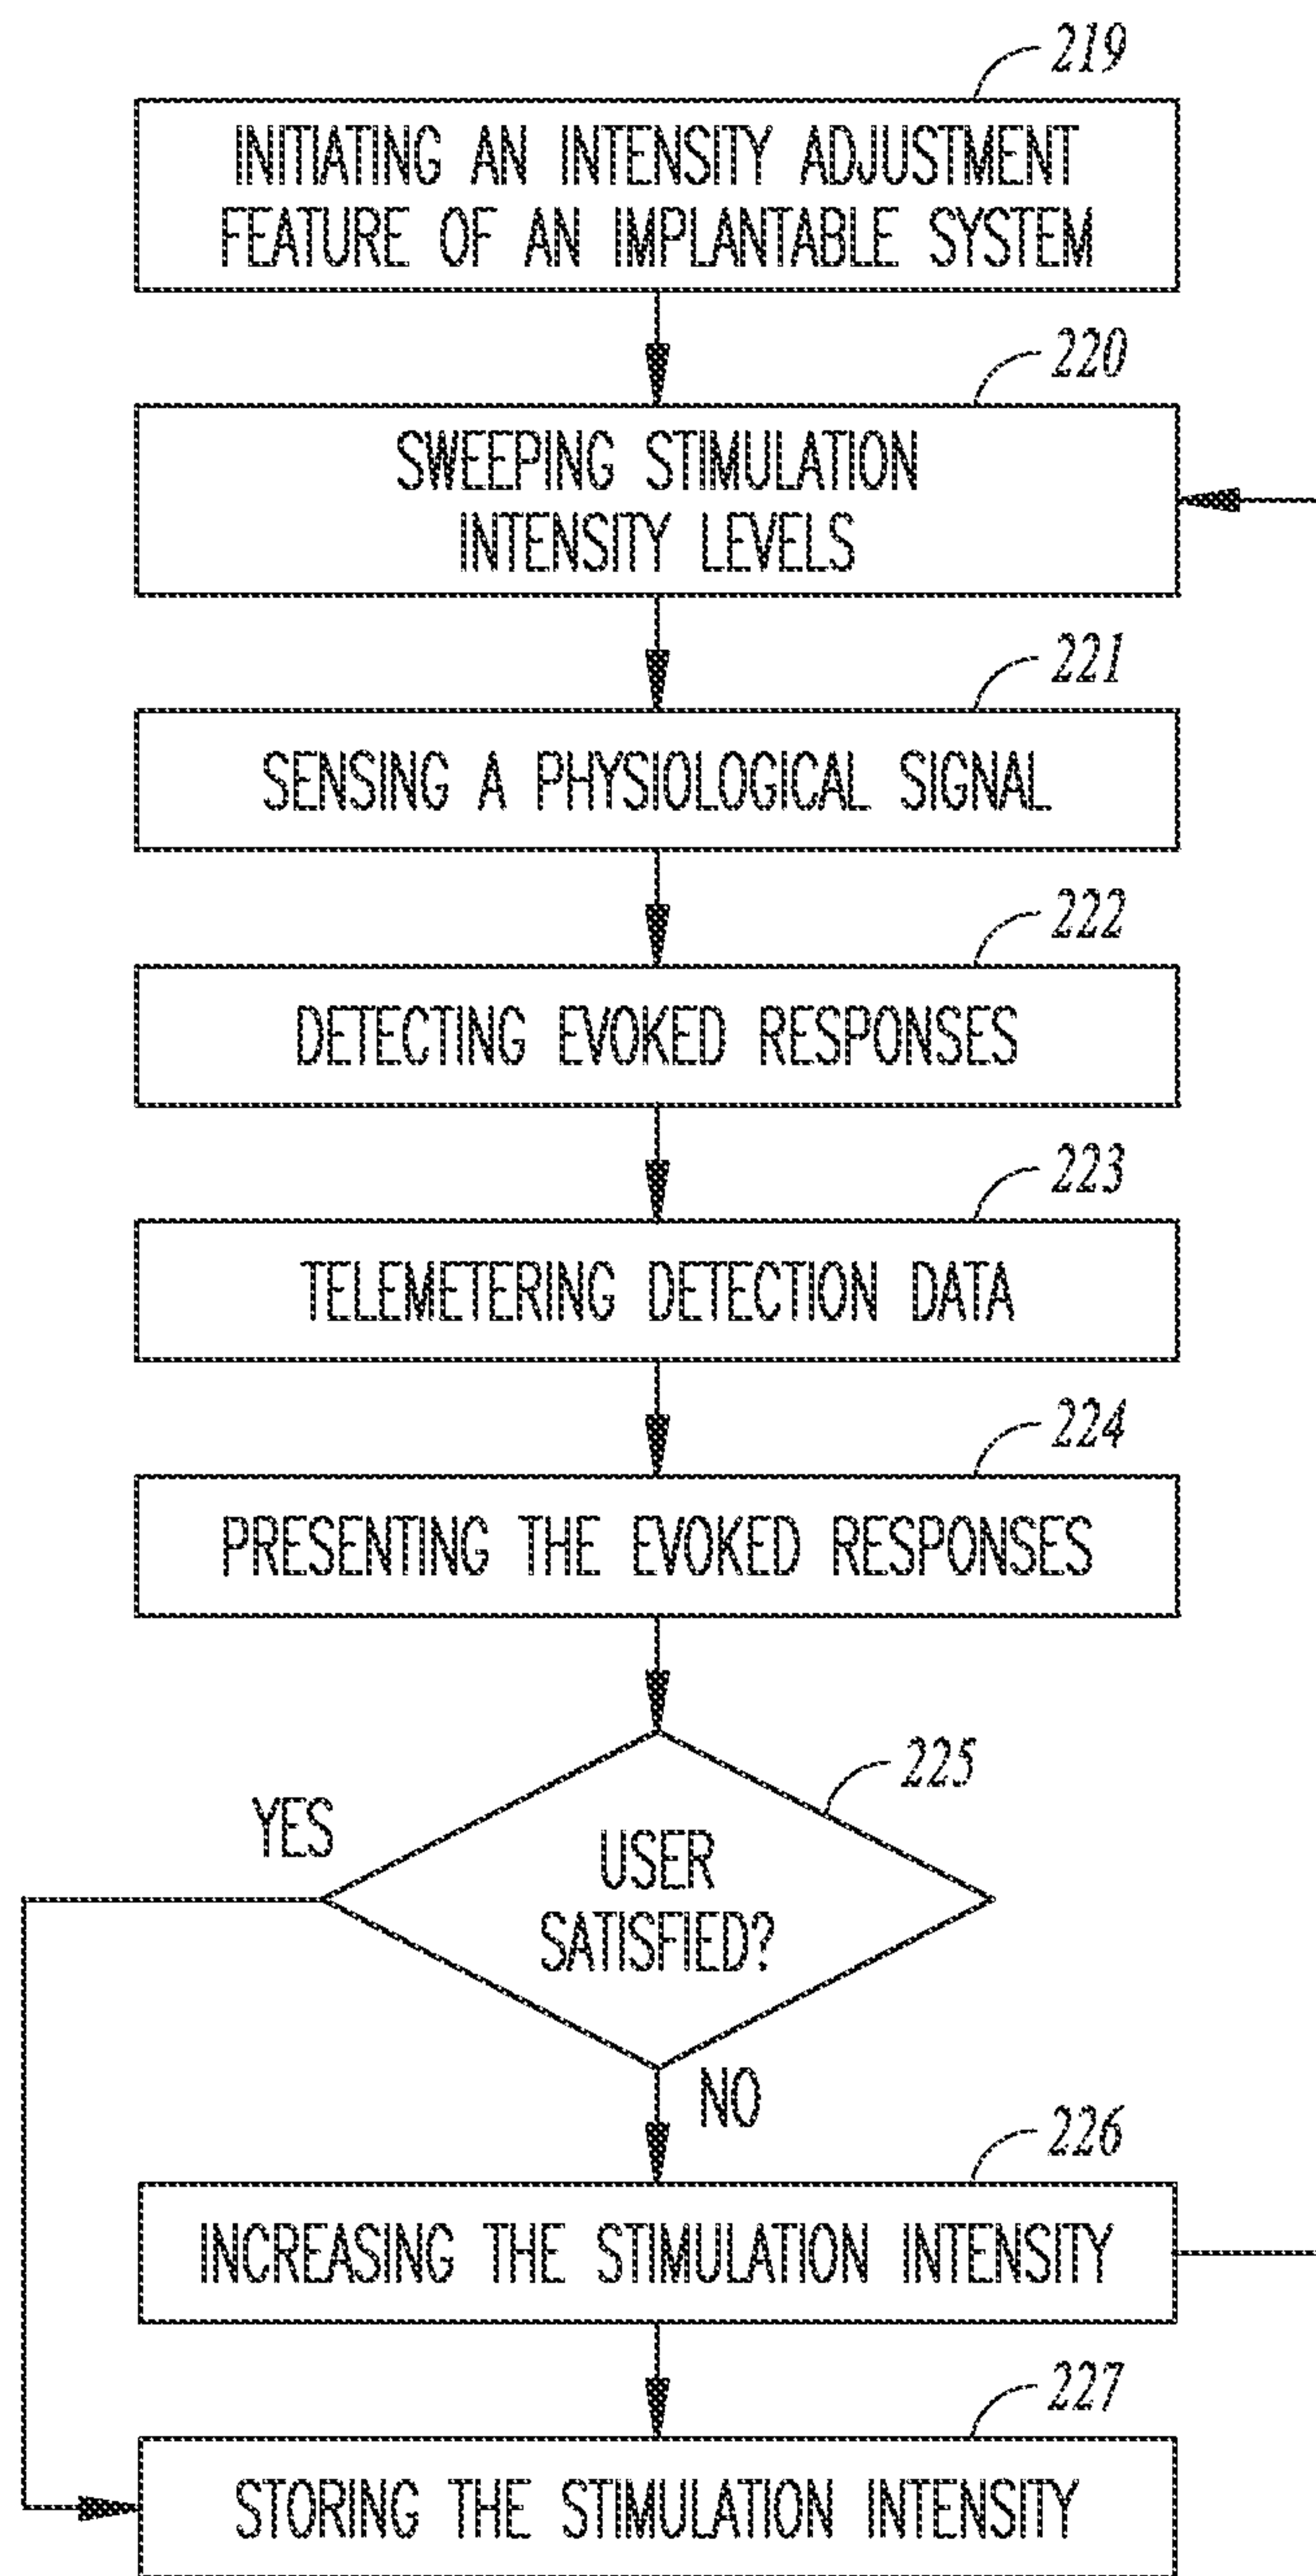 219
INITIATING AN INTENSITY ADJUSTMENT
FEATURE OF AN IMPLANTABLE SYSTEM
220
SWEEPING STIMULATION
INTENSITY LEVELS
221
SENSING A PHYSIOLOGICAL SIGNAL
222
DETECTING EVOKED RESPONSES
223
TELEMETERING DETECTION DATA
224
PRESENTING THE EVOKED RESPONSES
225
YES
USER
SATISFIED?
NO
226
INCREASING THE STIMULATION INTENSITY
227
STORING THE STIMULATION INTENSITY